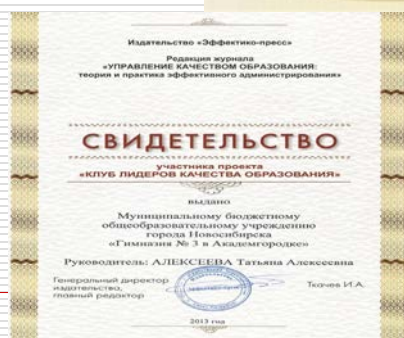 Издательство «Эффектико-пресс»
Редакция журнала
«УПРАВЛЕНИЕ КАЧЕСТВОМ ОБРАЗОВАНИЯ:
теория и практика эффективного администрирования»
СВИДЕТЕЛЬСТВО
участника проекта
«КЛУБ ЛИДЕРОВ КАЧЕСТВА ОБРАЗОВАНИЯ»
выдано
Муниципальному бюджетному
общеобразовательному учреждению
города Новосибирска
«Гимназия № 3 в Академгородке»
Руководитель: АЛЕКСЕЕВА Татьяна Алексеевна
Генеральный директор
издательства,
главный редактор
Ткачев И.А.
2013 год